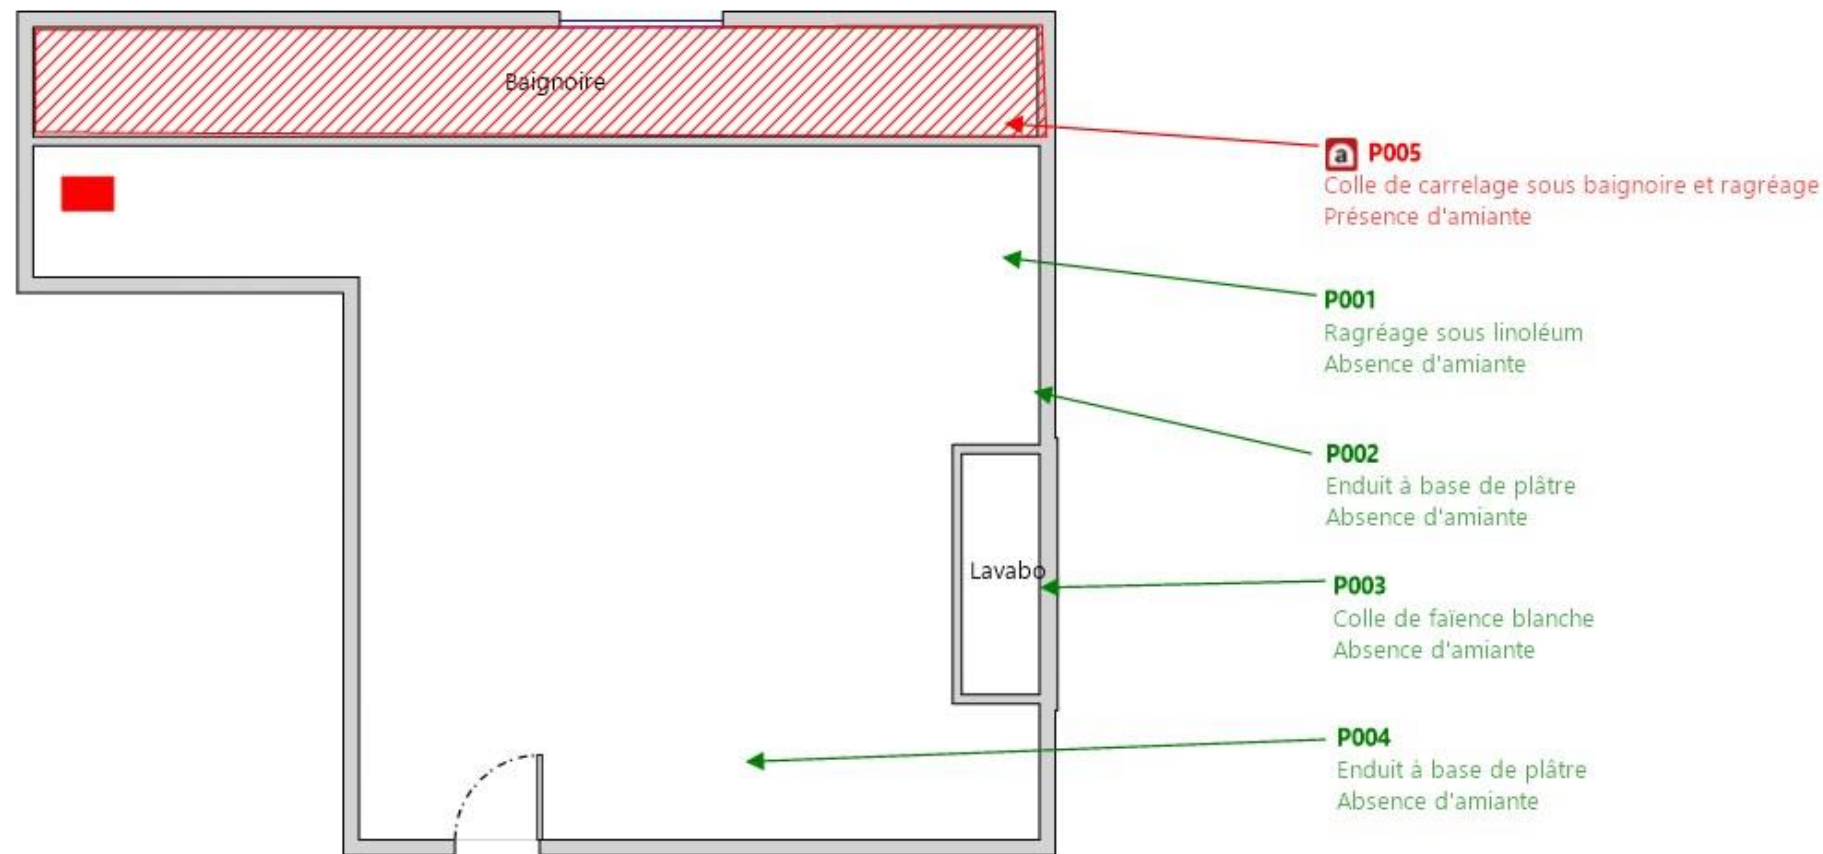 Baignoire
a P005
Colle de carrelage sous baignoire et ragréage
Présence d'amiante
P001
Ragréage sous linoléum
Absence d'amiante
P002
Enduit à base de plâtre
Absence d'amiante
Lavabo
P003
Colle de faïence blanche
Absence d'amiante
P004
Enduit à base de plâtre
Absence d'amiante